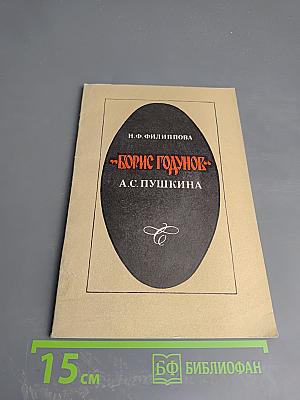 Н. Ф. ФИЛИППОВА
„БОРИС ГОДУНОВ“
А. С. ПУШКИНА
15 СМ
БФ БИБЛИОФАН